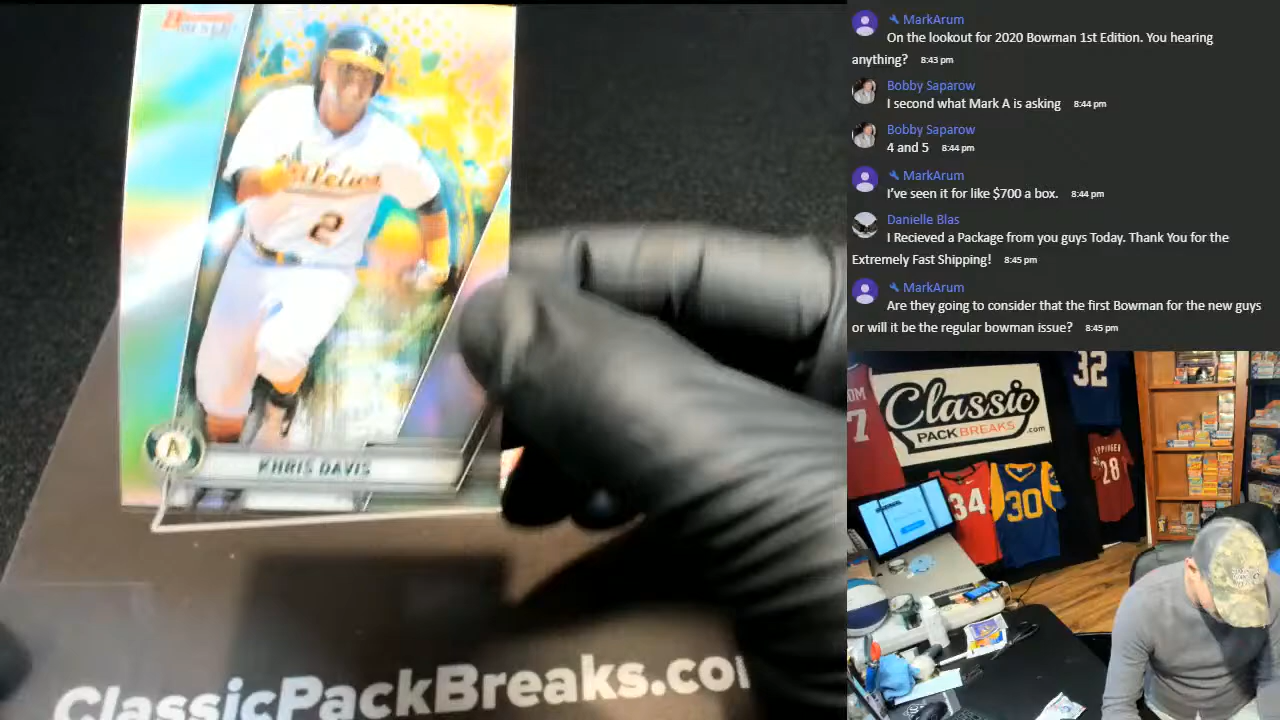 Bowman's
BEST
A's
Athletics
2
A
KHRIS DAVIS
ClassicPackBreaks.com
MarkArum
On the lookout for 2020 Bowman 1st Edition. You hearing
anything? 8:43 pm
Bobby Saparow
I second what Mark A is asking 8:44 pm
Bobby Saparow
4 and 5 8:44 pm
MarkArum
I've seen it for like $700 a box. 8:44 pm
Danielle Blas
I Recieved a Package from you guys Today. Thank You for the
Extremely Fast Shipping! 8:45 pm
MarkArum
Are they going to consider that the first Bowman for the new guys
or will it be the regular bowman issue? 8:45 pm
32
7
Classic
PACKBREAKS.com
28
34
30